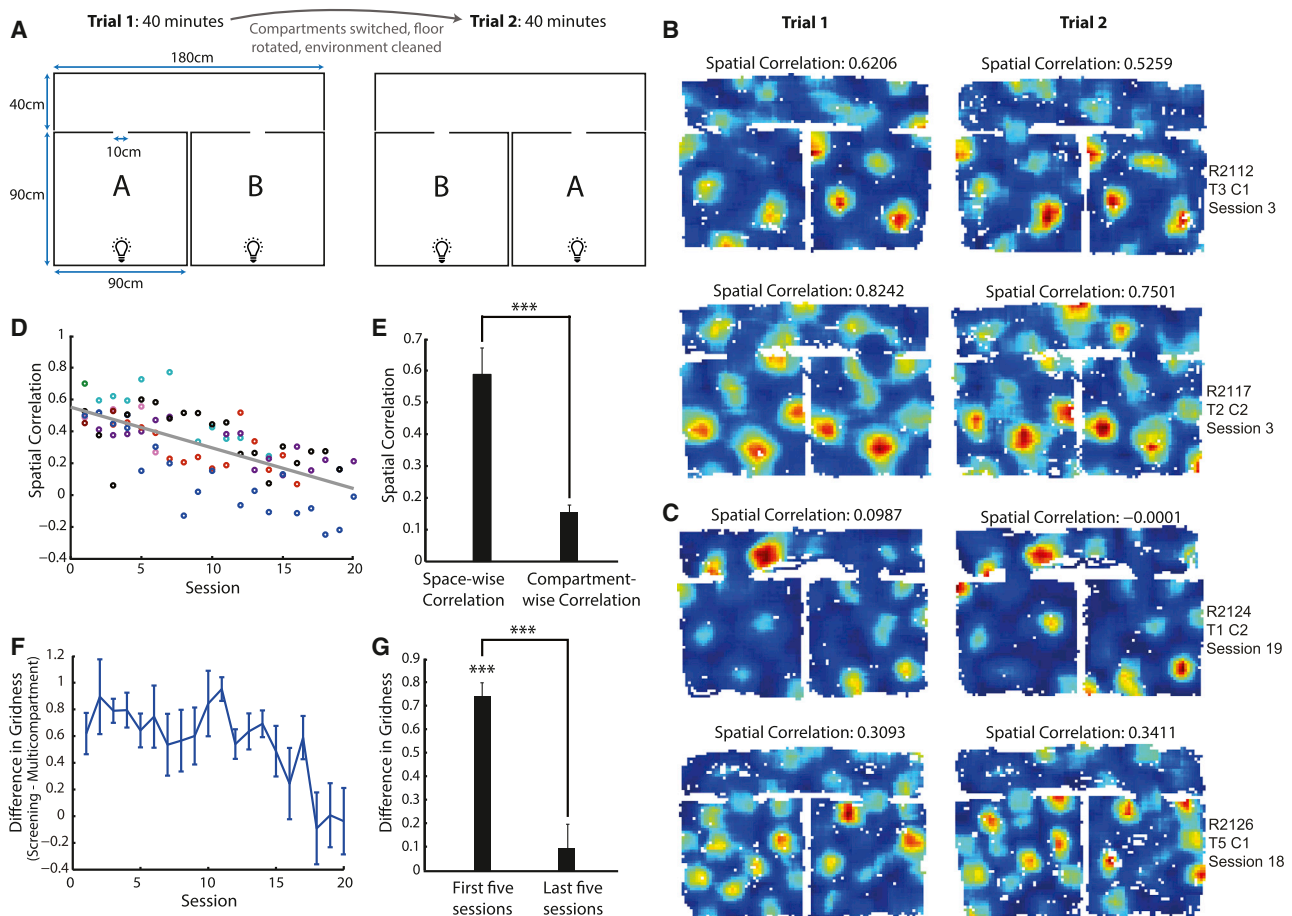 A
Trial 1: 40 minutes
Trial 2: 40 minutes
Compartments switched, floor
rotated, environment cleaned
180cm
40cm
10cm
90cm
A
B
90cm
B
A
B
Trial 1
Trial 2
Spatial Correlation: 0.6206
Spatial Correlation: 0.5259
R2112
T3 C1
Session 3
Spatial Correlation: 0.8242
Spatial Correlation: 0.7501
R2117
T2 C2
Session 3
C
Spatial Correlation: 0.0987
Spatial Correlation: −0.0001
R2124
T1 C2
Session 19
Spatial Correlation: 0.3093
Spatial Correlation: 0.3411
R2126
T5 C1
Session 18
D
Spatial Correlation
1
0.8
0.6
0.4
0.2
0
−0.2
−0.4
0
5
10
15
20
Session
E
Spatial Correlation
0.7
0.6
0.5
0.4
0.3
0.2
0.1
0
***
Space-wise
Correlation
Compartment-
wise Correlation
F
Difference in Gridness
(Screening - Multicompartment)
1.2
1
0.8
0.6
0.4
0.2
0
−0.2
−0.4
0
5
10
15
20
Session
G
Difference in Gridness
0.9
0.8
0.7
0.6
0.5
0.4
0.3
0.2
0.1
0
***
***
First five
sessions
Last five
sessions